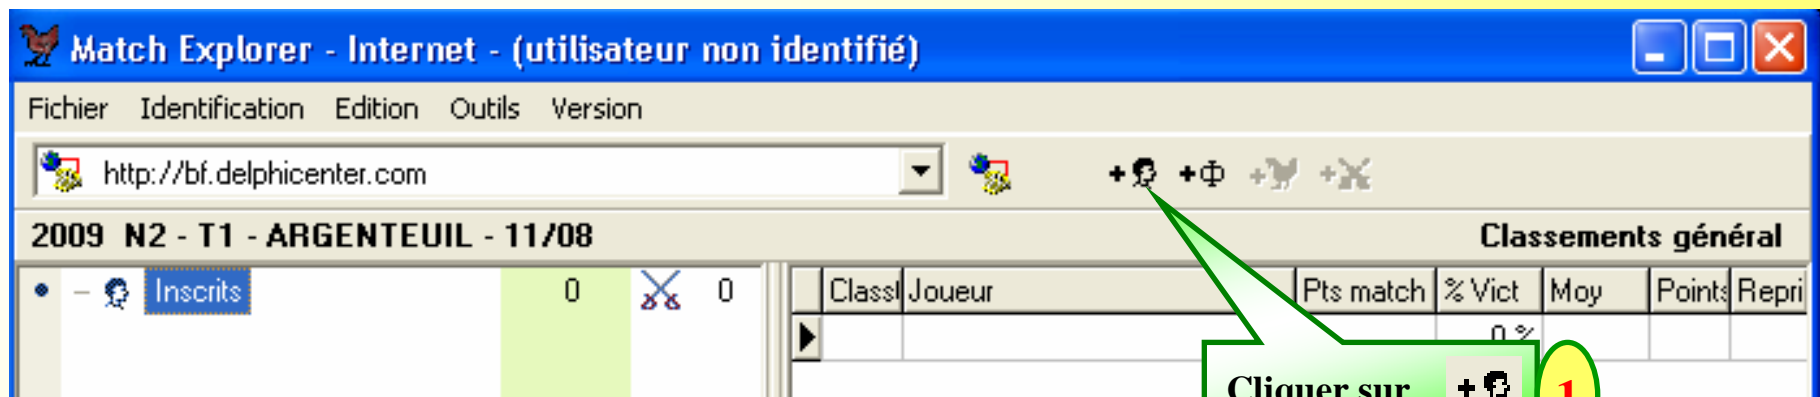 Match Explorer - Internet - (utilisateur non identifié)
Fichier Identification Edition Outils Version
http://bf.delphicenter.com
2009 N2 - T1 - ARGENTEUIL - 11/08 Classements général
Inscrits 0 0 Classt Joueur Pts match % Vict Moy Points Repri
0 %
Cliquer sur 1